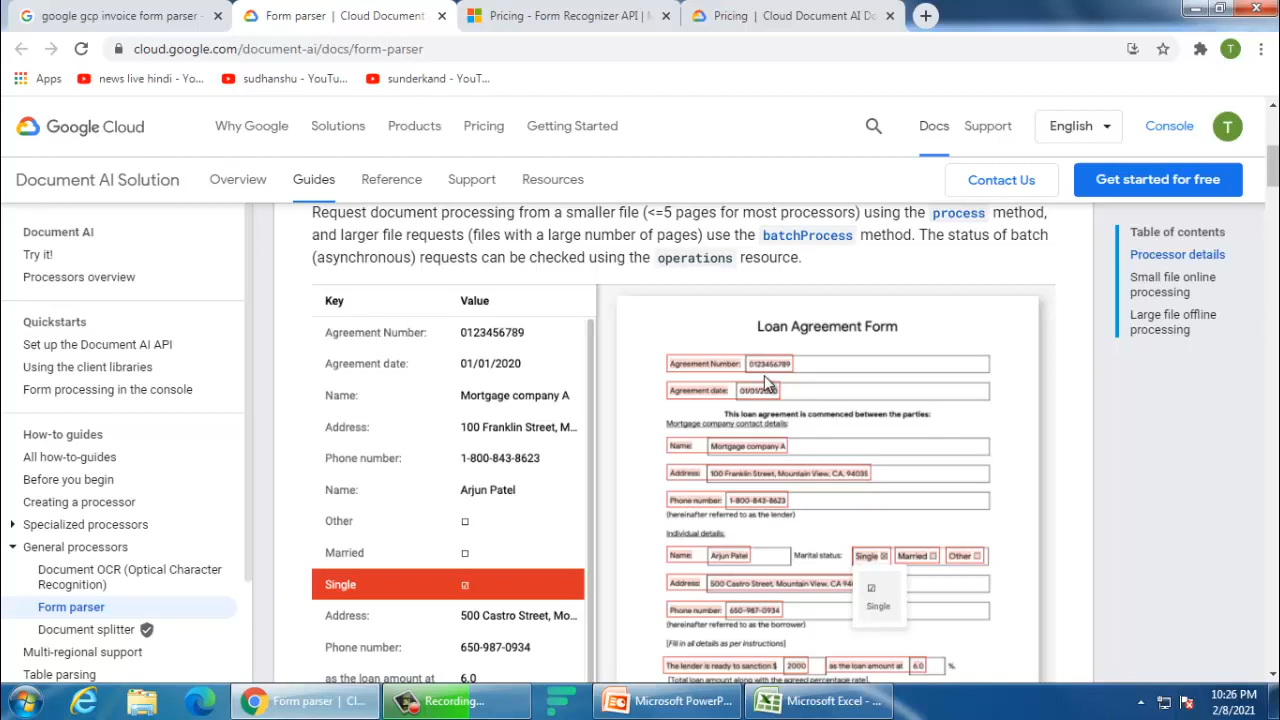 google gcp invoice form parser -
Form parser | Cloud Document
Pricing - Form Recognizer API |
Pricing | Cloud Document AI Do
cloud.google.com/document-ai/docs/form-parser
T
Apps
news live hindi - Yo...
sudhanshu - YouTu...
sunderkand - YouT...
Google Cloud
Why Google
Solutions
Products
Pricing
Getting Started
Docs
Support
English
Console
T
Document AI Solution
Overview
Guides
Reference
Support
Resources
Contact Us
Get started for free
Document AI
Try it!
Processors overview
Quickstarts
Set up the Document AI API
Using the client libraries
Form processing in the console
How-to guides
All how-to guides
Before you begin
Creating a processor
Specialized processors
General processors
Document OCR (Optical Character
Recognition)
Form parser
Document splitter
Multiregional support
Table parsing
Request document processing from a smaller file (<=5 pages for most processors) using the process method,
and larger file requests (files with a large number of pages) use the batchProcess method. The status of batch
(asynchronous) requests can be checked using the operations resource.
Key Value
Agreement Number: 0123456789
Agreement date: 01/01/2020
Name: Mortgage company A
Address: 100 Franklin Street, M...
Phone number: 1-800-843-8623
Name: Arjun Patel
Other ☐
Married ☐
Single ☑
Address: 500 Castro Street, Mo...
Phone number: 650-987-0934
as the loan amount at 6.0
Loan Agreement Form
Agreement Number: 0123456789
Agreement date: 01/01/2020
This loan agreement is commenced between the parties:
Mortgage company contact details:
Name: Mortgage company A
Address: 100 Franklin Street, Mountain View, CA, 94035
Phone number: 1-800-843-8623
(hereinafter referred to as the lender)
Individual details:
Name: Arjun Patel Marital status: Single ☒ Married ☐ Other ☐
Address: 500 Castro Street, Mountain View, CA 94
☑
Single
Phone number: 650-987-0934
(hereinafter referred to as the borrower)
[Fill in all details as per instructions]
The lender is ready to sanction $ 2000 as the loan amount at 6.0 %.
[Total loan amount along with the agreed percentage rate].
Table of contents
Processor details
Small file online
processing
Large file offline
processing
Form parser | Cl...
Recording...
Microsoft PowerP...
Microsoft Excel - ...
10:26 PM
2/8/2021